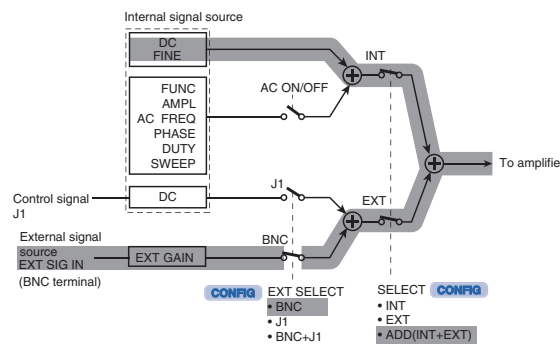 Internal signal source
DC
FINE
INT
FUNC
AMPL
AC FREQ
PHASE
DUTY
SWEEP
AC ON/OFF
To amplifie
Control signal
J1
DC
J1
EXT
External signal
source
EXT SIG IN
(BNC terminal)
EXT GAIN
BNC
CONFIG EXT SELECT
• BNC
• J1
• BNC+J1
SELECT CONFIG
• INT
• EXT
• ADD(INT+EXT)